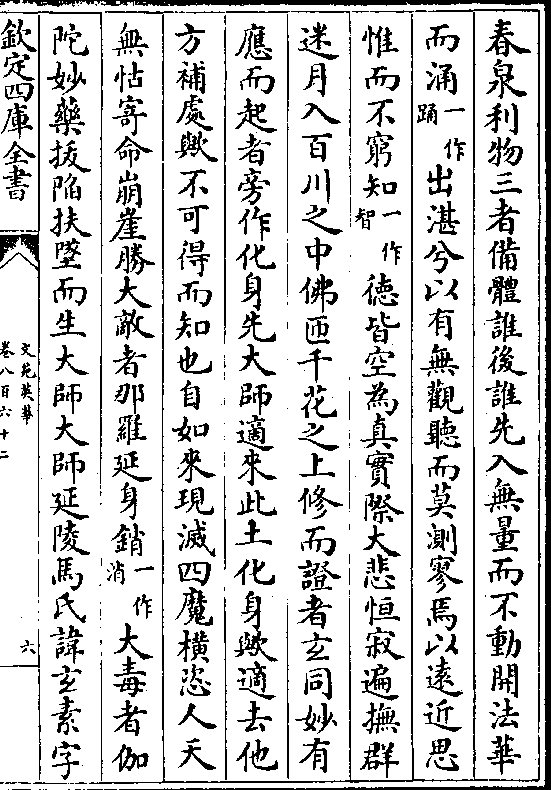 春泉利物三者備體誰後誰先入無量而不動開法華
而涌一作踊出湛兮以有無觀聽而莫測寥焉以遠近思
惟而不窮知一作智德皆空為真實際大悲恒寂遍撫群
迷月入百川之中佛匝千花之上修而證者玄同妙有
應而起者旁作化身先大師適來此土化身歟適去他
方補處歟不可得而知也自如來現滅四魔橫恣人天
無怙寄命崩崖勝大敵者那羅延身銷一作消大毒者伽
陀妙藥拔陷扶墜而生大師大師延陵馬氏諱玄素字
欽定四庫全書
文苑英華
卷八百六十二
六